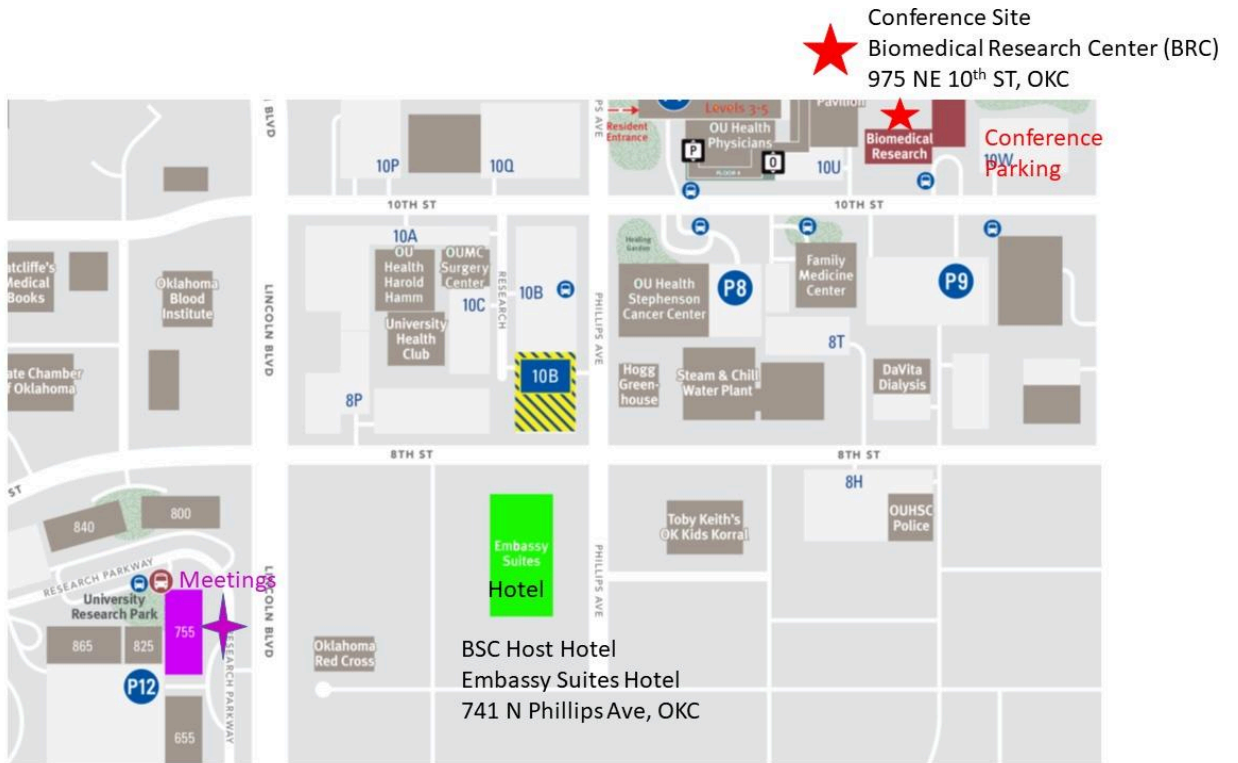 Conference Site
Biomedical Research Center (BRC)
975 NE 10th ST, OKC
BLVD
PS AVE
Levels 3-5
Pavilion
Resident
Entrance
OU Health
Physicians
P
O
FLOOR 4
Biomedical
Research
Conference
Parking
10W
10P
10Q
10U
10TH ST
10TH ST
10A
OU
Health
Harold
Hamm
OUMC
Surgery
Center
RESEARCH
10B
10C
University
Health
Club
10B
8P
atcliffe's
Medical
Books
Oklahoma
Blood
Institute
LINCOLN BLVD
ate Chamber
f Oklahoma
PHILLIPS AVE
Healing
Garden
OU Health
Stephenson
Cancer Center
P8
Family
Medicine
Center
P9
8T
Hogg
Green-
house
Steam & Chill
Water Plant
DaVita
Dialysis
8TH ST
8TH ST
ST
840
800
RESEARCH PARKWAY
Meetings
University
Research Park
865
825
755
P12
655
RESEARCH PARKWAY
LINCOLN BLVD
Embassy
Suites
Hotel
PHILLIPS AVE
Toby Keith's
OK Kids Korral
8H
OUHSC
Police
Oklahoma
Red Cross
BSC Host Hotel
Embassy Suites Hotel
741 N Phillips Ave, OKC